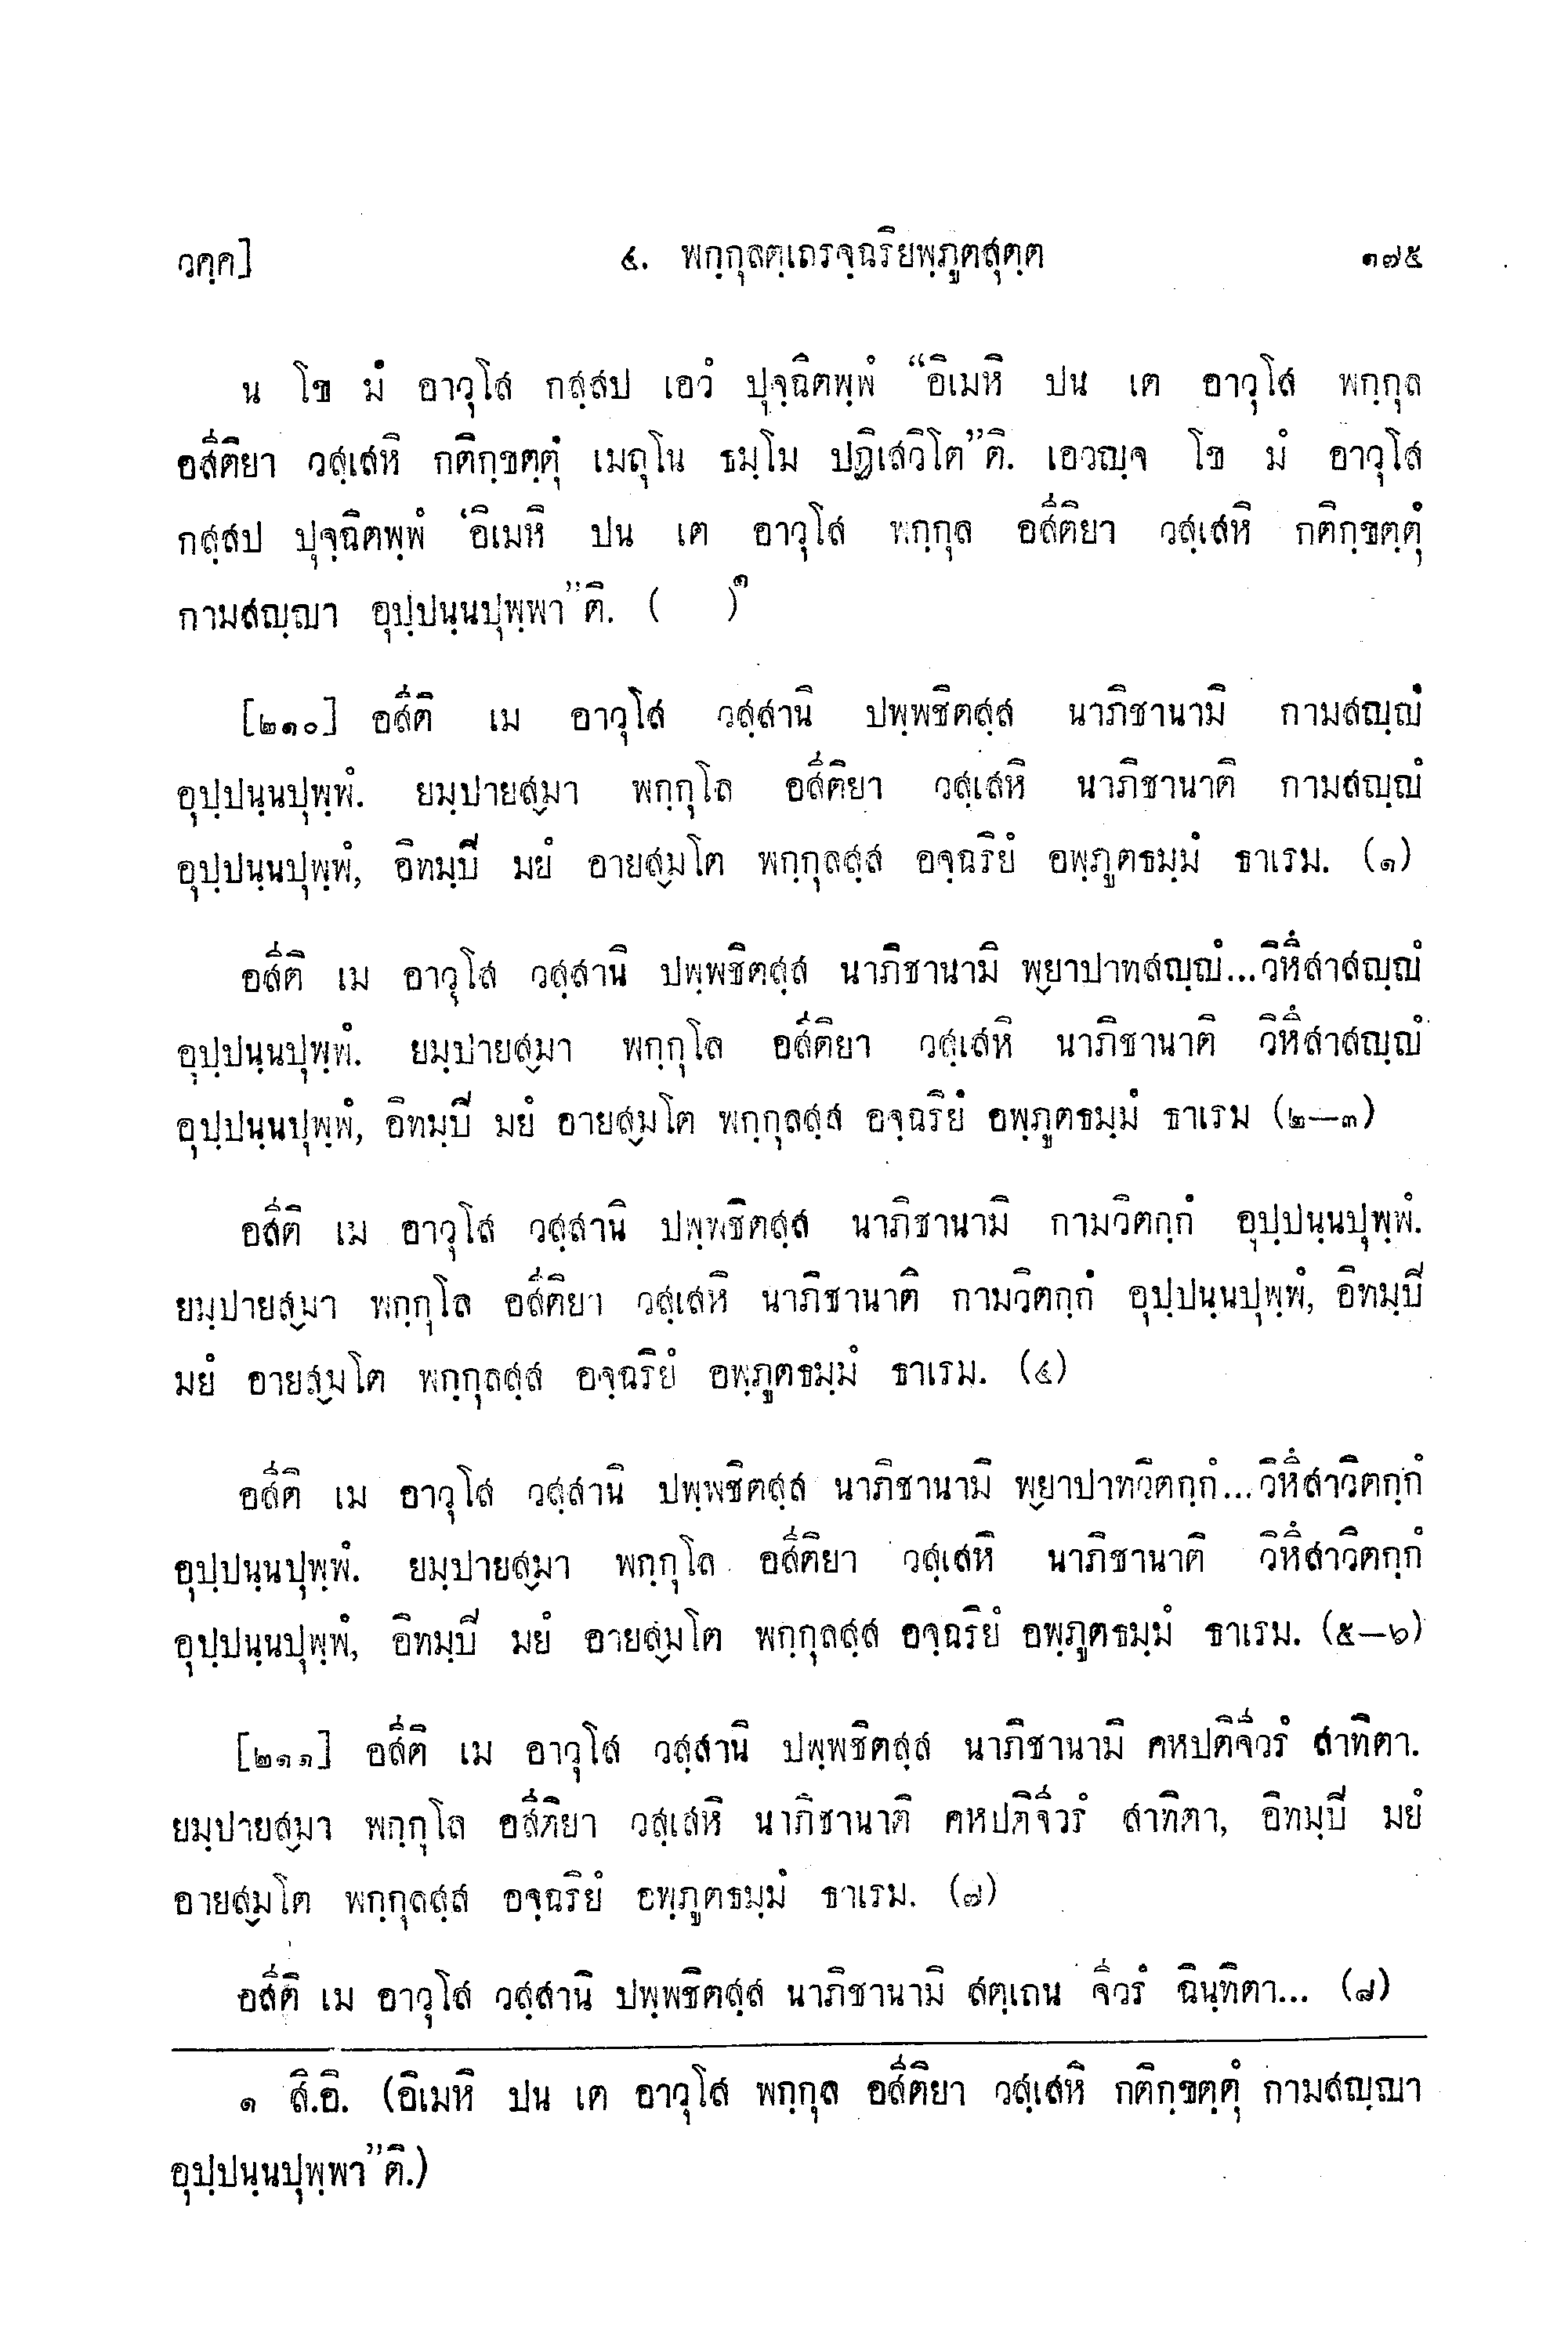 วคฺค] ๔. พกฺกุลตฺเถรจฺฉริยพฺภูตสุตฺต ๑๗๕
น โข มํ อาวุโส กสฺสป เอวํ ปุจฺฉิตพฺพํ “อิเมหิ ปน เต อาวุโส พกฺกุล
อสีติยา วสฺเสหิ กติกฺขตฺตุํ เมถุโน ธมฺโม ปฏิเสวิโต”ติ. เอวญฺจ โข มํ อาวุโส
กสฺสป ปุจฺฉิตพฺพํ ‘อิเมหิ ปน เต อาวุโส พกฺกุล อสีติยา วสฺเสหิ กติกฺขตฺตุํ
กามสญฺญา อุปฺปนฺนปุพฺพา”ติ. ( )๑
[๒๑๐] อสีติ เม อาวุโส วสฺสานิ ปพฺพชิตสฺส นาภิชานามิ กามสญฺญํ
อุปฺปนฺนปุพฺพํ. ยมฺปายสฺมา พกฺกุโล อสีติยา วสฺเสหิ นาภิชานาติ กามสญฺญํ
อุปฺปนฺนปุพฺพํ, อิทมฺปี มยํ อายสฺมโต พกฺกุลสฺส อจฺฉริยํ อพฺภูตธมฺมํ ธาเรม. (๑)
อสีติ เม อาวุโส วสฺสานิ ปพฺพชิตสฺส นาภิชานามิ พฺยาปาทสญฺญํ...วิหึสาสญฺญํ
อุปฺปนฺนปุพฺพํ. ยมฺปายสฺมา พกฺกุโล อสีติยา วสฺเสหิ นาภิชานาติ วิหึสาสญฺญํ
อุปฺปนฺนปุพฺพํ, อิทมฺปี มยํ อายสฺมโต พกฺกุลสฺส อจฺฉริยํ อพฺภูตธมฺมํ ธาเรม (๒—๓)
อสีติ เม อาวุโส วสฺสานิ ปพฺพชิตสฺส นาภิชานามิ กามวิตกฺกํ อุปฺปนฺนปุพฺพํ.
ยมฺปายสฺมา พกฺกุโล อสีติยา วสฺเสหิ นาภิชานาติ กามวิตกฺกํ อุปฺปนฺนปุพฺพํ, อิทมฺปี
มยํ อายสฺมโต พกฺกุลสฺส อจฺฉริยํ อพฺภูตธมฺมํ ธาเรม. (๔)
อสีติ เม อาวุโส วสฺสานิ ปพฺพชิตสฺส นาภิชานามิ พฺยาปาทวิตกฺกํ...วิหึสาวิตกฺกํ
อุปฺปนฺนปุพฺพํ. ยมฺปายสฺมา พกฺกุโล อสีติยา วสฺเสหิ นาภิชานาติ วิหึสาวิตกฺกํ
อุปฺปนฺนปุพฺพํ, อิทมฺปี มยํ อายสฺมโต พกฺกุลสฺส อจฺฉริยํ อพฺภูตธมฺมํ ธาเรม. (๕—๖)
[๒๑๑] อสีติ เม อาวุโส วสฺสานิ ปพฺพชิตสฺส นาภิชานามิ คหปติจีวรํ สาทิตา.
ยมฺปายสฺมา พกฺกุโล อสีติยา วสฺเสหิ นาภิชานาติ คหปติจีวรํ สาทิตา, อิทมฺปี มยํ
อายสฺมโต พกฺกุลสฺส อจฺฉริยํ อพฺภูตธมฺมํ ธาเรม. (๗)
อสีติ เม อาวุโส วสฺสานิ ปพฺพชิตสฺส นาภิชานามิ สตฺเถน จีวรํ ฉินฺทิตา... (๘)
๑ สี.อิ. (อิเมหิ ปน เต อาวุโส พกฺกุล อสีติยา วสฺเสหิ กติกฺขตฺตุํ กามสญฺญา
อุปฺปนฺนปุพฺพา”ติ.)